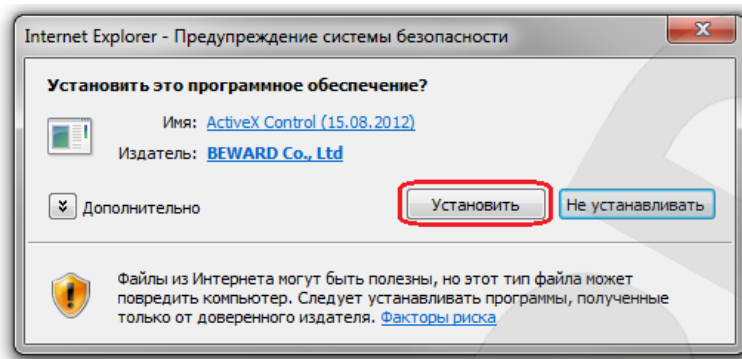 Internet Explorer - Предупреждение системы безопасности
Установить это программное обеспечение?
Имя: ActiveX Control (15.08.2012)
Издатель: BEWARD Co., Ltd
Дополнительно
Установить
Не устанавливать
Файлы из Интернета могут быть полезны, но этот тип файла может
повредить компьютер. Следует устанавливать программы, полученные
только от доверенного издателя. Факторы риска